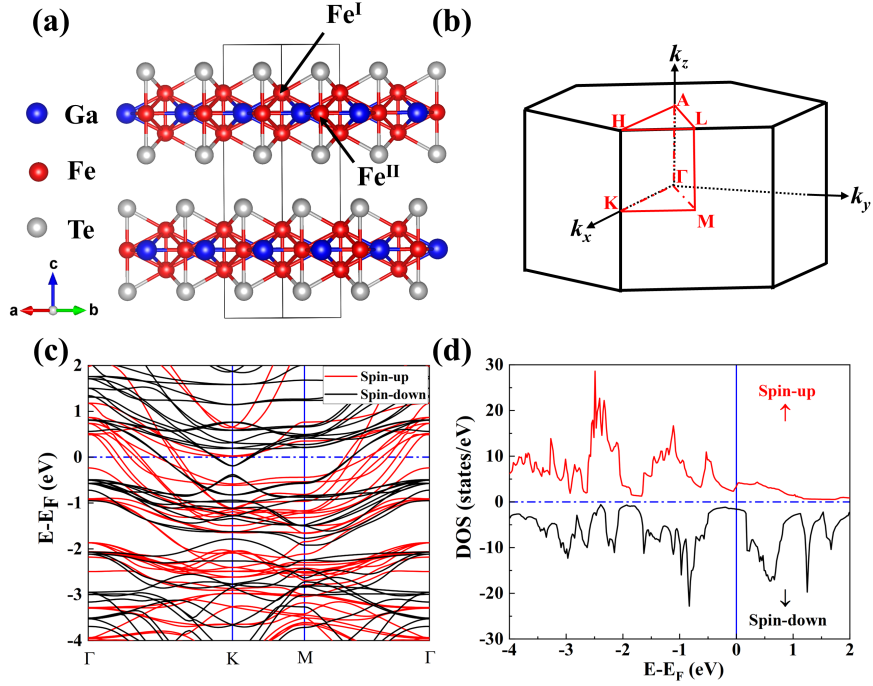 (a)
Fe^I
Ga
Fe
Te
Fe^II
c
a
b
(b)
k_z
A
H
L
Γ
K
M
k_x
k_y
(c)
E-E_F (eV)
2
1
0
-1
-2
-3
-4
Spin-up
Spin-down
Γ
K
M
Γ
(d)
DOS (states/eV)
30
20
10
0
-10
-20
-30
Spin-up
↑
↓
Spin-down
-4
-3
-2
-1
0
1
2
E-E_F (eV)